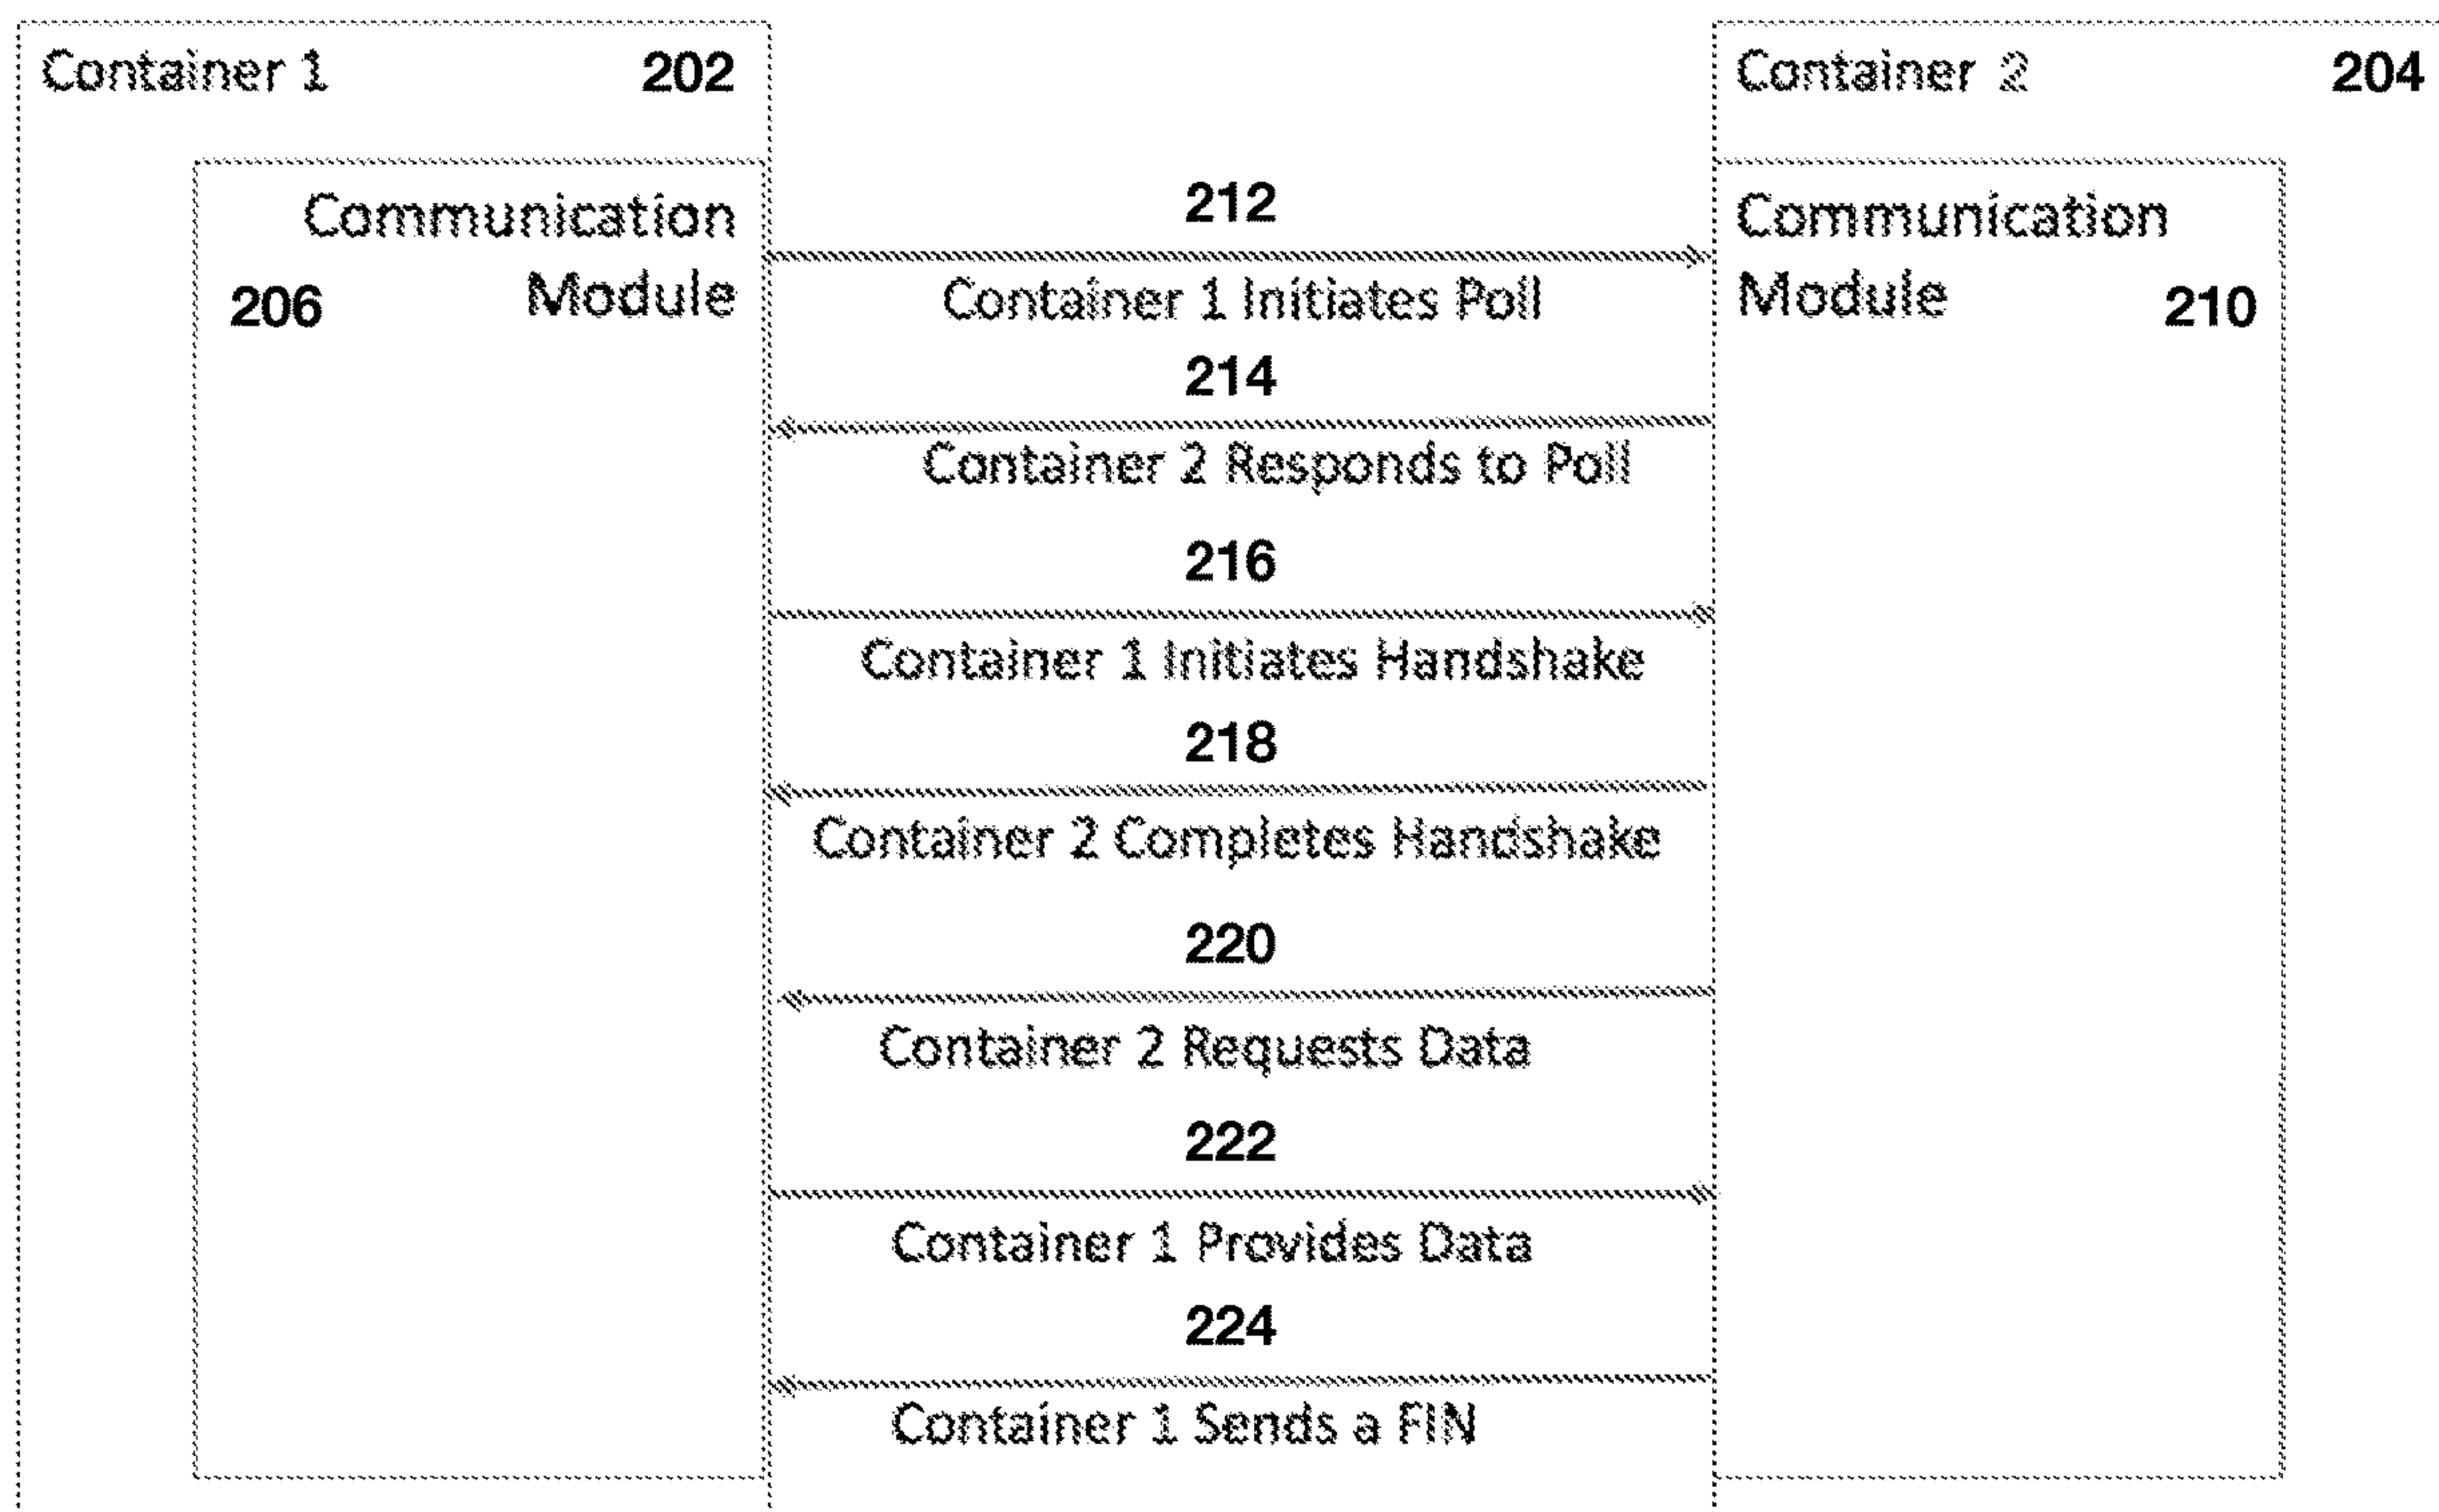 Container 1 202
Container 2 204
Communication
Module
206
Communication
Module 210
212
Container 1 Initiates Poll
214
Container 2 Responds to Poll
216
Container 1 Initiates Handshake
218
Container 2 Completes Handshake
220
Container 2 Requests Data
222
Container 1 Provides Data
224
Container 1 Sends a FIN